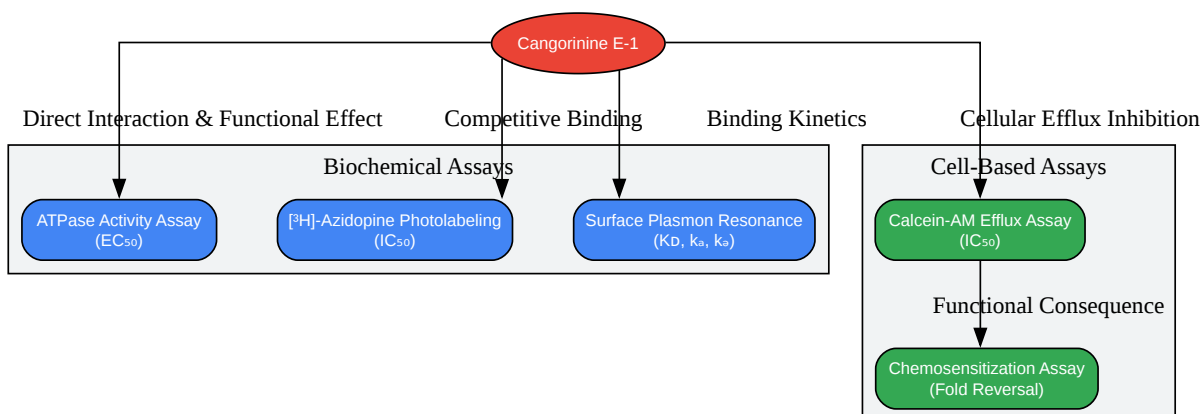 Cangorinine E-1
Direct Interaction & Functional Effect
Competitive Binding
Binding Kinetics
Cellular Efflux Inhibition
Biochemical Assays
Cell-Based Assays
ATPase Activity Assay
(EC₅₀)
[³H]-Azidopine Photolabeling
(IC₅₀)
Surface Plasmon Resonance
(Kᴅ, kₐ, kₔ)
Calcein-AM Efflux Assay
(IC₅₀)
Functional Consequence
Chemosensitization Assay
(Fold Reversal)